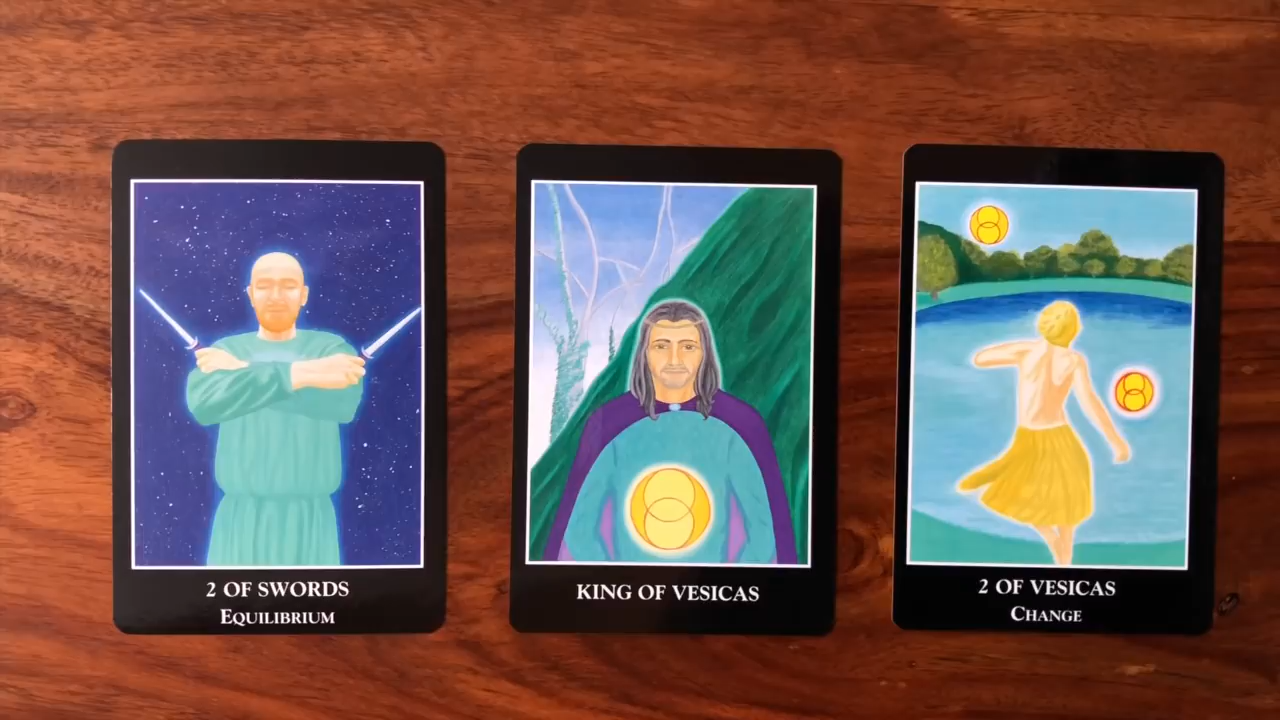 2 OF SWORDS
EQUILIBRIUM
KING OF VESICAS
2 OF VESICAS
CHANGE